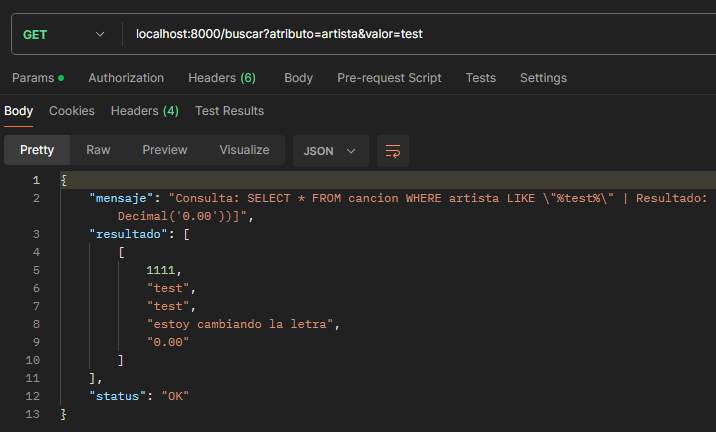 GET localhost:8000/buscar?atributo=artista&valor=test
Params Authorization Headers (6) Body Pre-request Script Tests Settings
Body Cookies Headers (4) Test Results
Pretty Raw Preview Visualize JSON
1 {
2 "mensaje": "Consulta: SELECT * FROM cancion WHERE artista LIKE \"%test%\" | Resultado:
Decimal('0.00'))]",
3 "resultado": [
4 [
5 1111,
6 "test",
7 "test",
8 "estoy cambiando la letra",
9 "0.00"
10 ]
11 ],
12 "status": "OK"
13 }